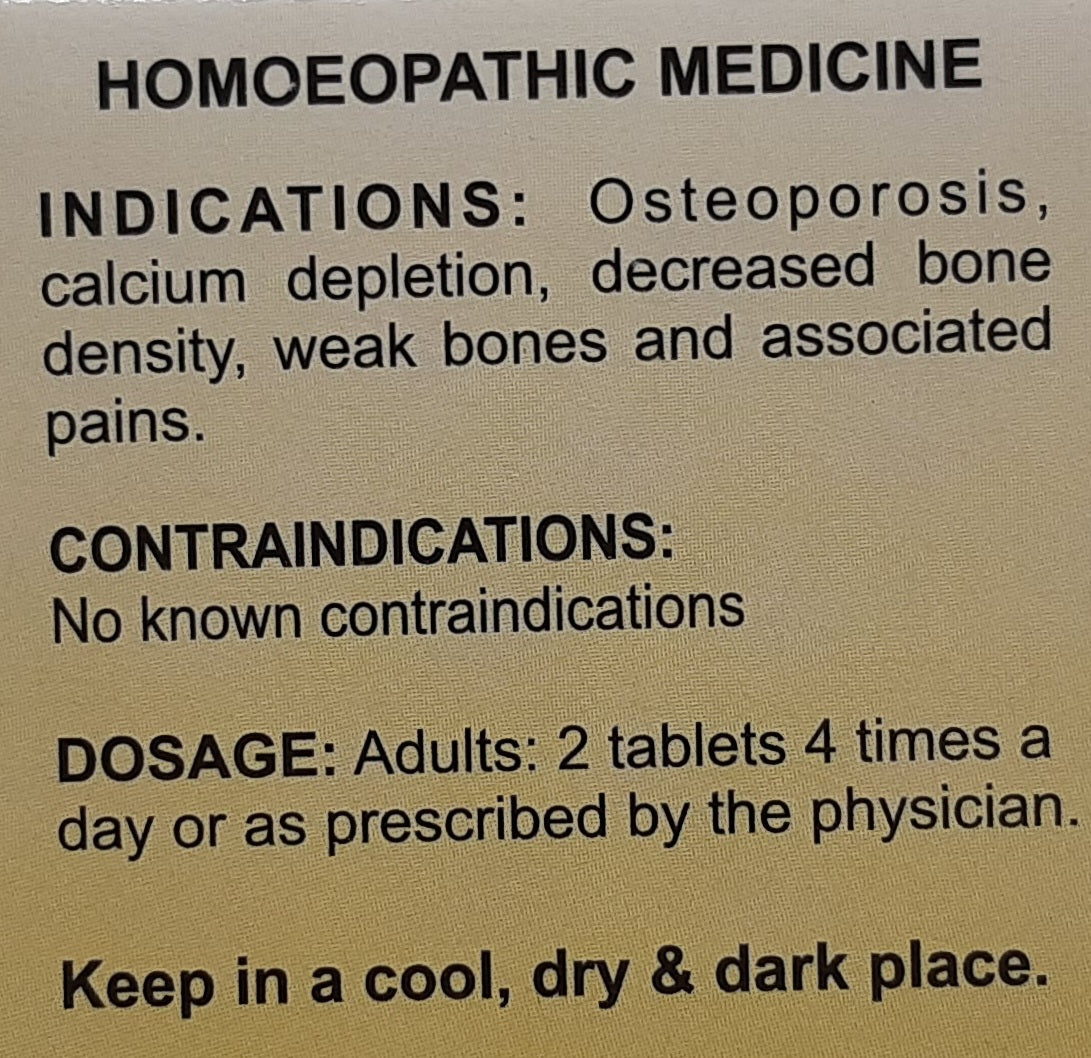 HOMOEOPATHIC MEDICINE
INDICATIONS: Osteoporosis,
calcium depletion, decreased bone
density, weak bones and associated
pains.
CONTRAINDICATIONS:
No known contraindications
DOSAGE: Adults: 2 tablets 4 times a
day or as prescribed by the physician.
Keep in a cool, dry & dark place.